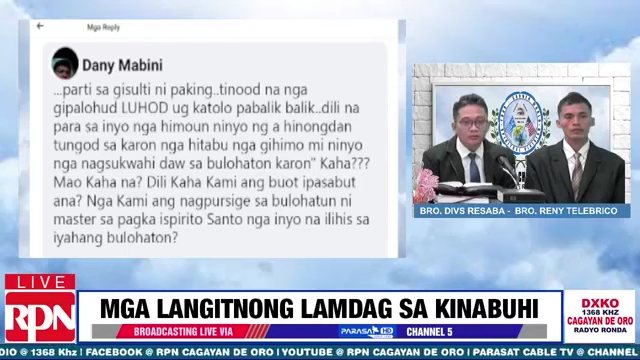 Mga Reply
Dany Mabini
...parti sa gisulti ni paking..tinood na nga
gipalohud LUHOD ug katolo pabalik balik..dili na
para sa inyo nga himoun ninyo ng a hinongdan
tungod sa karon nga hitabu nga gihimo mi ninyo
nga nagsukwahi daw sa bulohaton karon" Kaha???
Mao Kaha na? Dili Kaha Kami ang buot ipasabut
ana? Nga Kami ang nagpursige sa bulohatun ni
master sa pagka ispirito Santo nga inyo na ilihis sa
iyahang bulohaton?
BRO. DIVS RESABA - BRO. RENY TELEBRICO
LIVE
RPN
MGA LANGITNONG LAMDAG SA KINABUHI
BROADCASTING LIVE VIA
PARASAT HD
CHANNEL 5
DXKO
1368 KHZ
CAGAYAN DE ORO
RADYO RONDA
DIO @ 1368 Khz | FACEBOOK @ RPN CAGAYAN DE ORO | YOUTUBE @ RPN CAGAYAN DE ORO | PARASAT CABLE TV @ CH